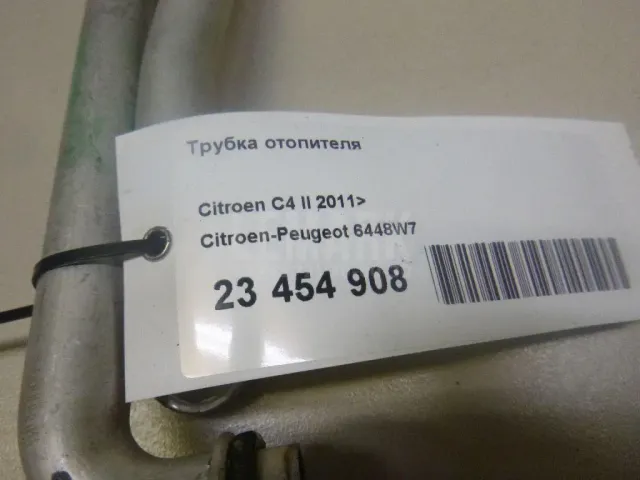 Трубка отопителя
Citroen C4 II 2011>
Citroen-Peugeot 6448W7
23 454 908